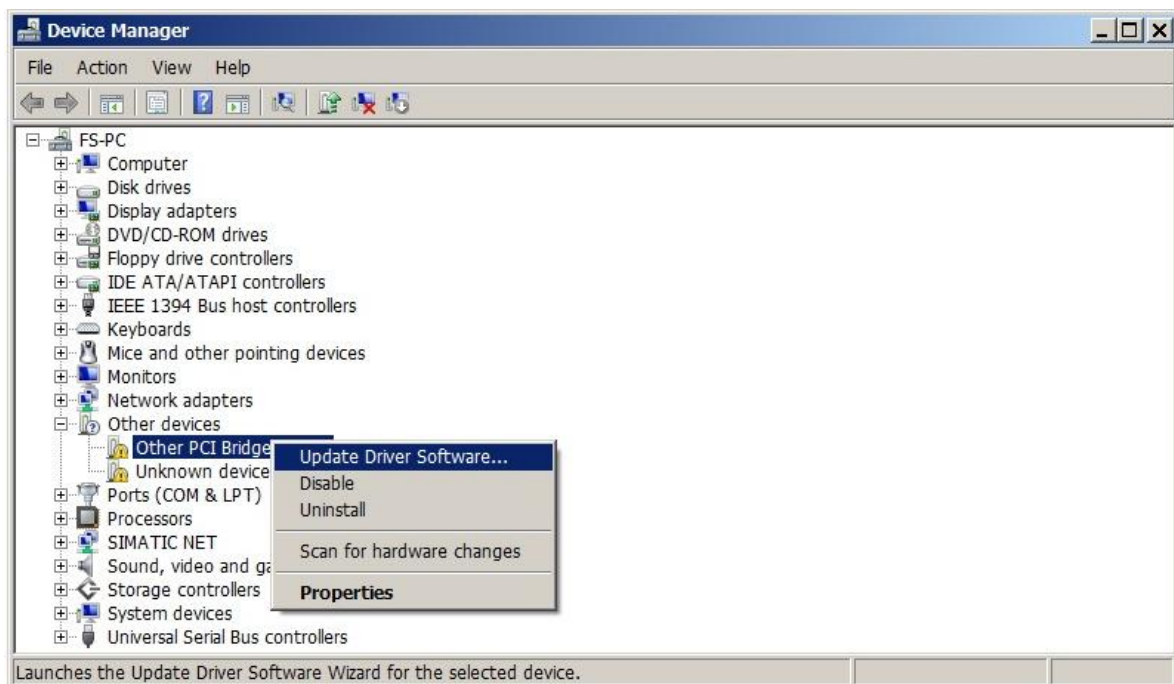 Device Manager
File Action View Help
FS-PC
Computer
Disk drives
Display adapters
DVD/CD-ROM drives
Floppy drive controllers
IDE ATA/ATAPI controllers
IEEE 1394 Bus host controllers
Keyboards
Mice and other pointing devices
Monitors
Network adapters
Other devices
Other PCI Bridge
Unknown device
Ports (COM & LPT)
Processors
SIMATIC NET
Sound, video and
Storage controllers
System devices
Universal Serial Bus controllers
Update Driver Software...
Disable
Uninstall
Scan for hardware changes
Properties
Launches the Update Driver Software Wizard for the selected device.